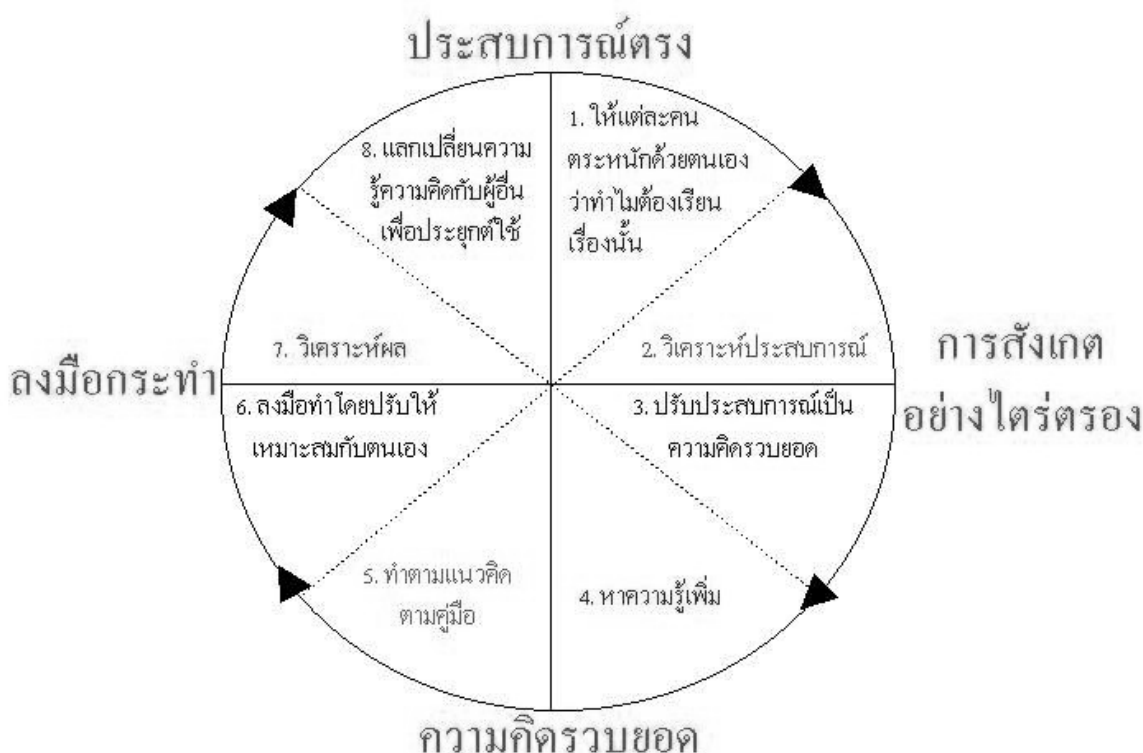 ประสบการณ์ตรง
1. ให้แต่ละคน
ตระหนักด้วยตนเอง
ว่าทำไมต้องเรียน
เรื่องนั้น
2. วิเคราะห์ประสบการณ์
การสังเกต
อย่างไตร่ตรอง
3. ปรับประสบการณ์เป็น
ความคิดรวบยอด
4. หาความรู้เพิ่ม
ความคิดรวบยอด
5. ทำตามแนวคิด
ตามคู่มือ
6. ลงมือทำโดยปรับให้
เหมาะสมกับตนเอง
ลงมือกระทำ
7. วิเคราะห์ผล
8. แลกเปลี่ยนความ
รู้ความคิดกับผู้อื่น
เพื่อประยุกต์ใช้